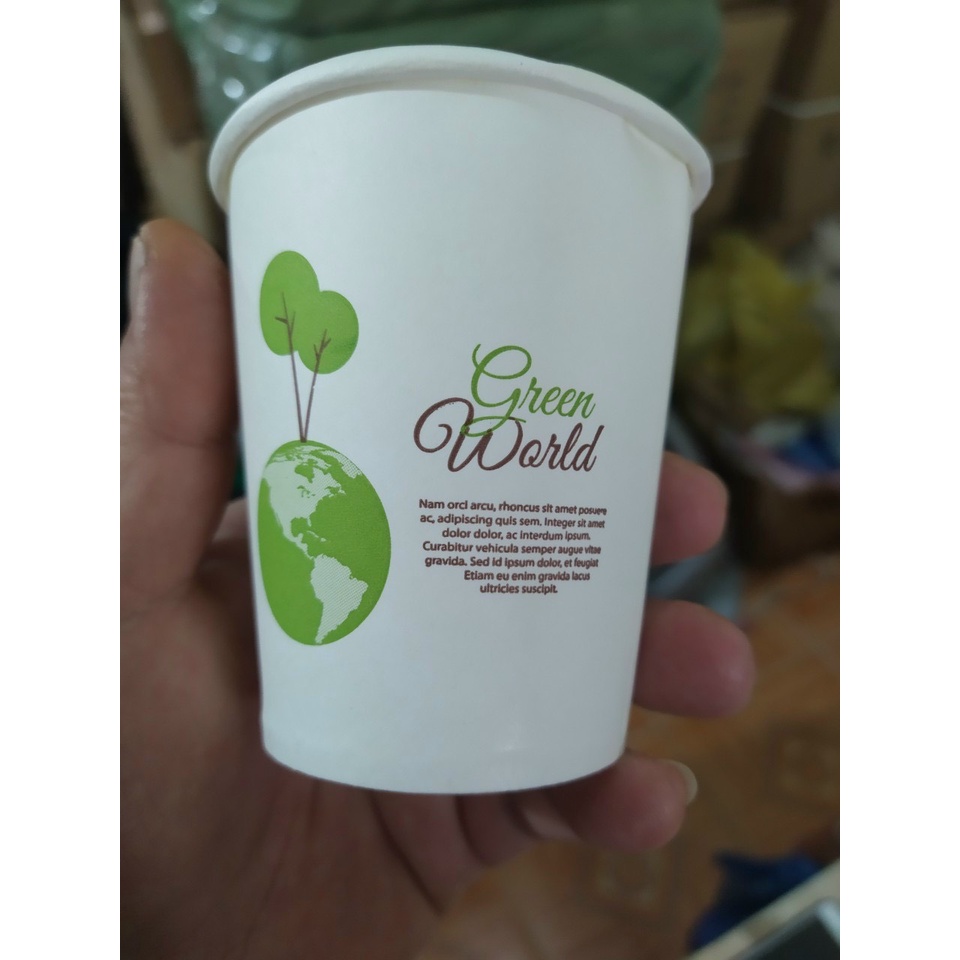 Green
World
Nam orci arcu, rhoncus sit amet posuere
ac, adipiscing quis sem. Integer sit amet
dolor dolor, ac interdum ipsum.
Curabitur vehicula semper augue vitae
gravida. Sed id ipsum dolor, et feugiat
Etiam eu enim gravida lacus
ultricies suscipit.